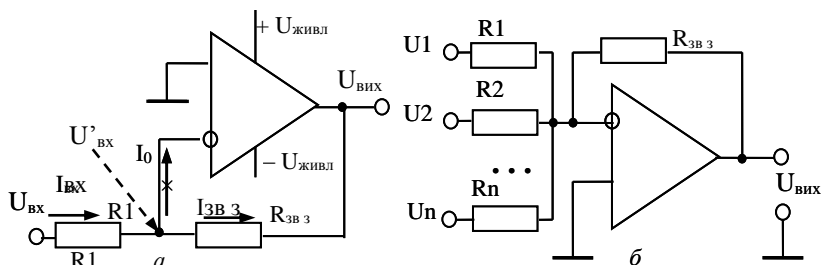 + Uживл
Uвих
U'вх
I0
– Uживл
Iвх
Uвх
R1
Iзв з
Rзв з
R1
а
U1
R1
Rзв з
U2
R2
• • •
Rn
Un
Uвих
б